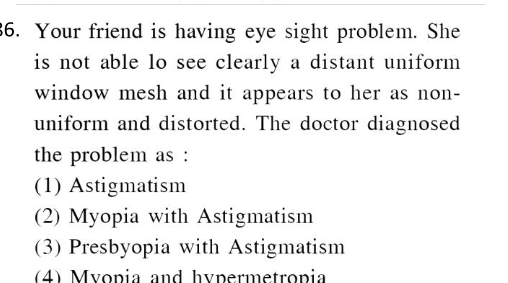 36. Your friend is having eye sight problem. She
is not able lo see clearly a distant uniform
window mesh and it appears to her as non-
uniform and distorted. The doctor diagnosed
the problem as :
(1) Astigmatism
(2) Myopia with Astigmatism
(3) Presbyopia with Astigmatism
(4) Myopia and hypermetropia